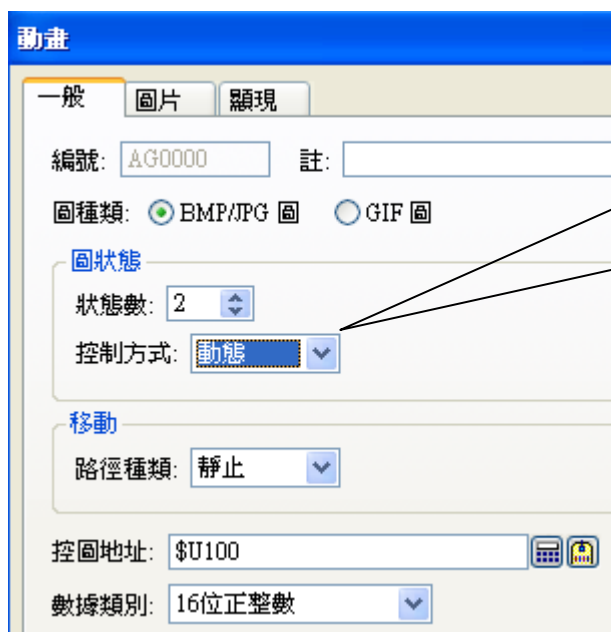 動畫
一般 圖片 顯現
編號: AG0000 註:
圖種類: BMP/JPG 圖 GIF 圖
圖狀態
狀態數: 2
控制方式: 動態
移動
路徑種類: 靜止
控圖地址: $U100
數據類別: 16位正整數